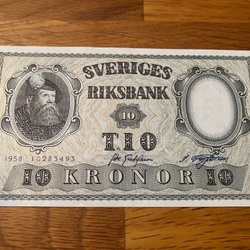 SVERIGES
RIKSBANK
10
TIO
1958 I 0283493
10 KRONOR 10